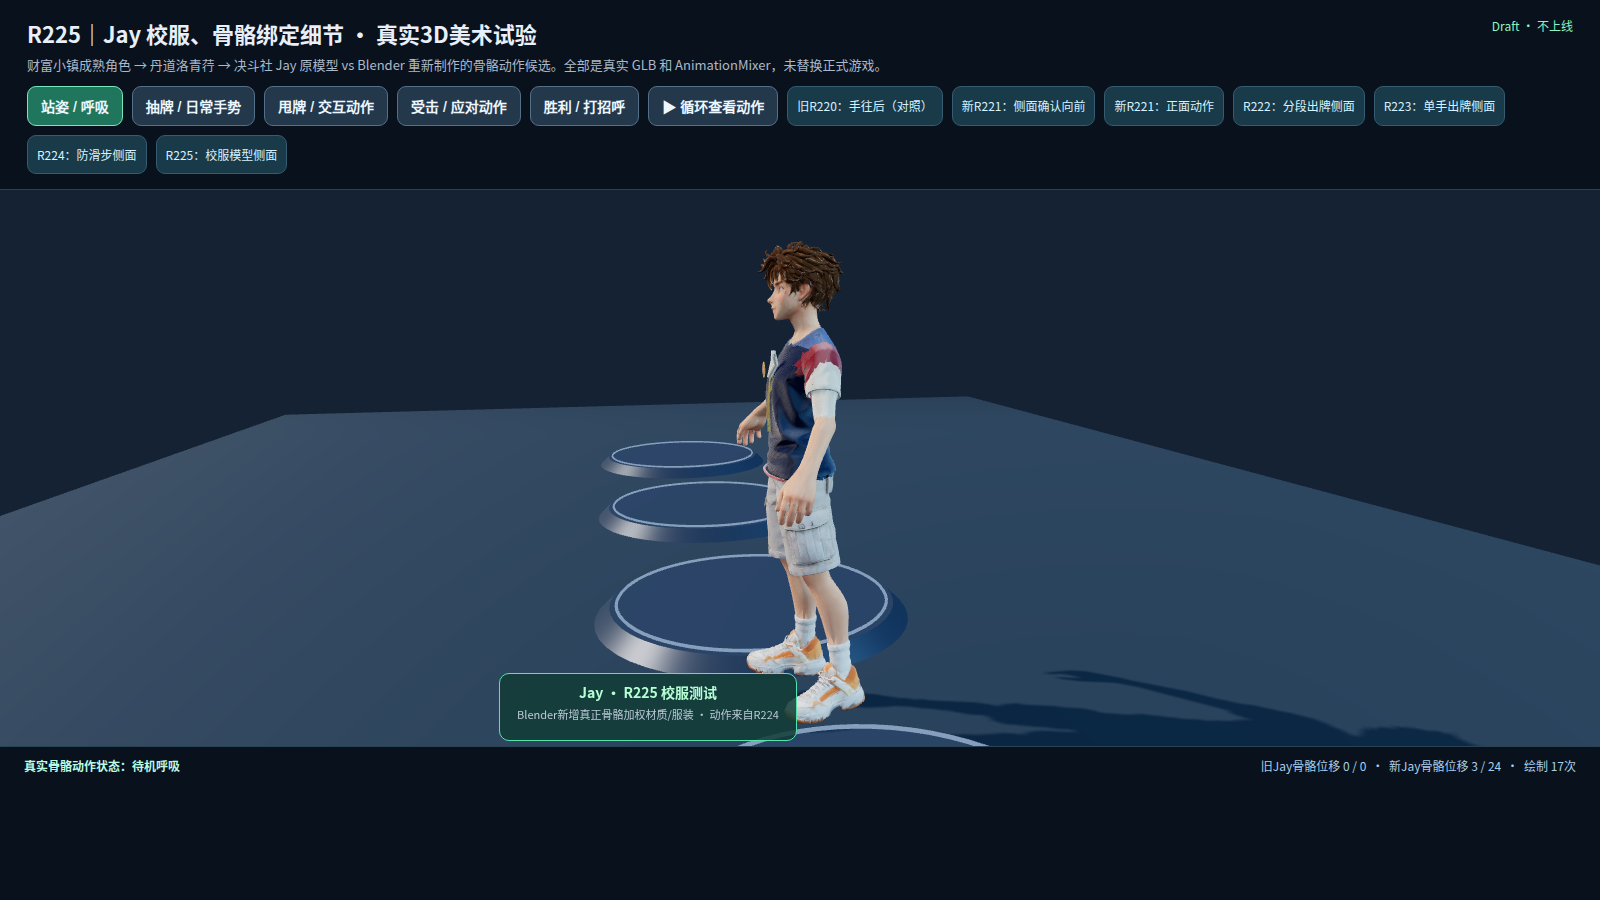 R225｜Jay 校服、骨骼绑定细节 · 真实3D美术试验
Draft · 不上线
财富小镇成熟角色 → 丹道洛青荇 → 决斗社 Jay 原模型 vs Blender 重新制作的骨骼动作候选。全部是真实 GLB 和 AnimationMixer，未替换正式游戏。
站姿 / 呼吸
抽牌 / 日常手势
甩牌 / 交互动作
受击 / 应对动作
胜利 / 打招呼
▶ 循环查看动作
旧R220：手往后（对照）
新R221：侧面确认向前
新R221：正面动作
R222：分段出牌侧面
R223：单手出牌侧面
R224：防滑步侧面
R225：校服模型侧面
Jay · R225 校服测试
Blender新增真正骨骼加权材质/服装 · 动作来自R224
真实骨骼动作状态：待机呼吸
旧Jay骨骼位移 0 / 0 · 新Jay骨骼位移 3 / 24 · 绘制 17次